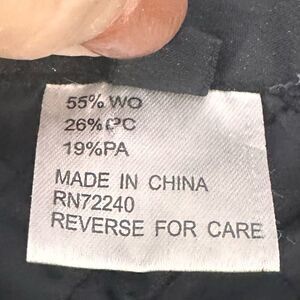 55% WO
26% PC
19%PA
MADE IN CHINA
RN72240
REVERSE FOR CARE